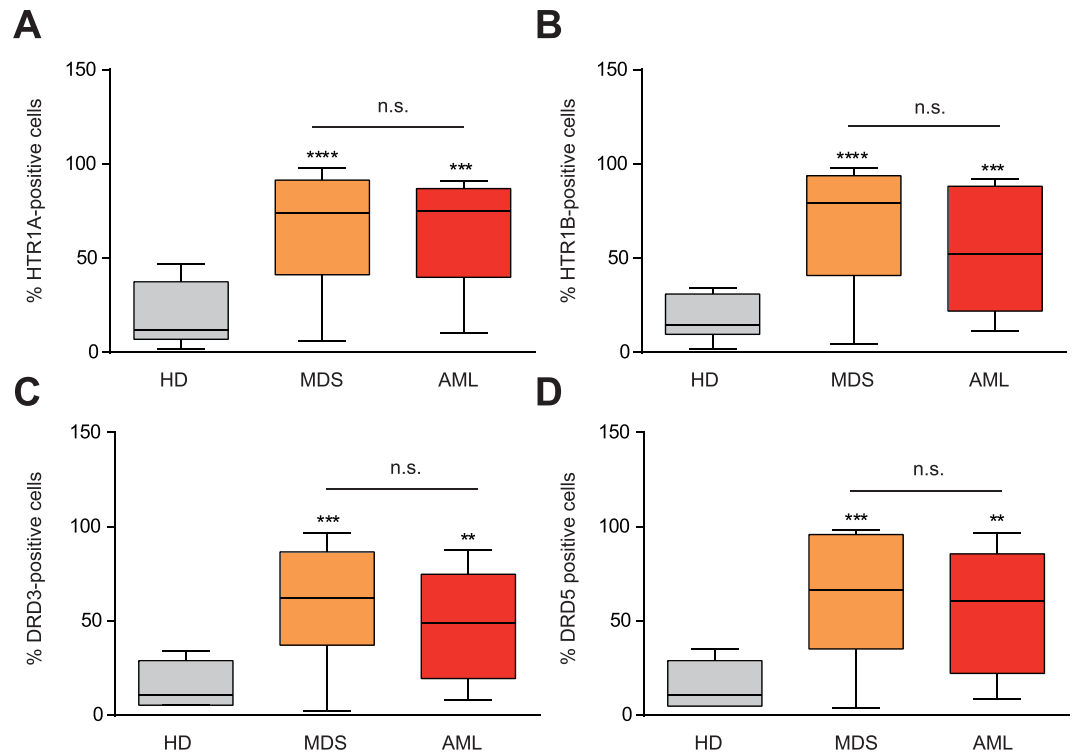 A
% HTR1A-positive cells
150
100
50
0
n.s.
****
***
HD
MDS
AML
B
% HTR1B-positive cells
150
100
50
0
n.s.
****
***
HD
MDS
AML
C
% DRD3-positive cells
150
100
50
0
n.s.
***
**
HD
MDS
AML
D
% DRD5 positive cells
150
100
50
0
n.s.
***
**
HD
MDS
AML